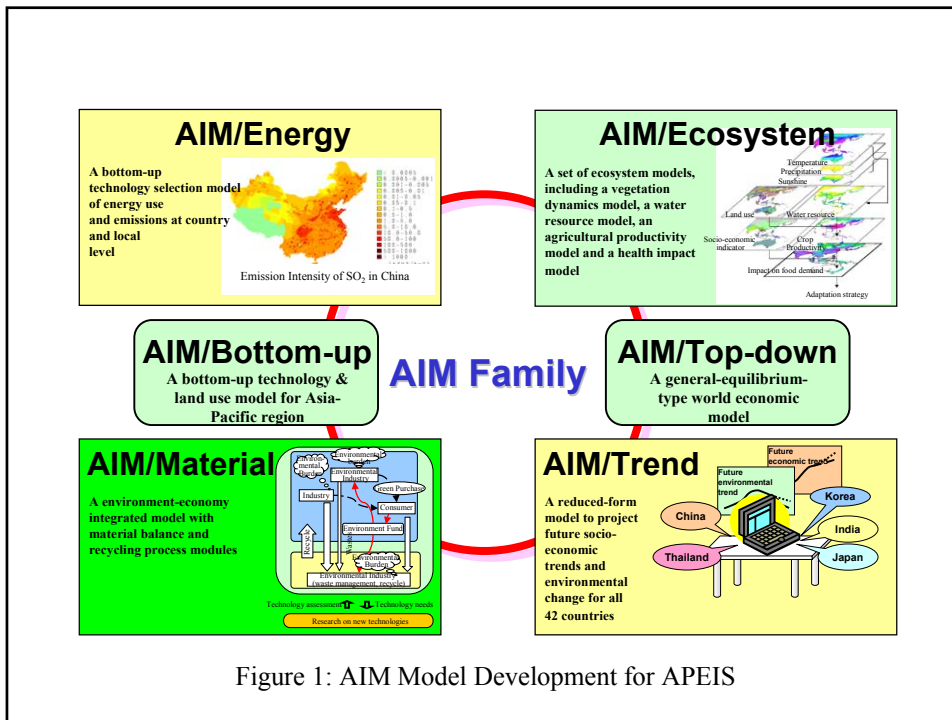 AIM/Energy
A bottom-up
technology selection model
of energy use
and emissions at country
and local
level
Emission Intensity of SO2 in China
AIM/Ecosystem
A set of ecosystem models,
including a vegetation
dynamics model, a water
resource model, an
agricultural productivity
model and a health impact
model
Temperature
Precipitation
Sunshine
Land use
Water resource
Socio-economic
indicator
Crop
Productivity
Impact on food demand
Adaptation strategy
AIM/Bottom-up
A bottom-up technology &
land use model for Asia-
Pacific region
AIM Family
AIM/Top-down
A general-equilibrium-
type world economic
model
AIM/Material
A environment-economy
integrated model with
material balance and
recycling process modules
Environ-
mental
Burden
Environmental
Burden
Environmental
Industry
Green Purchase
Industry
Consumer
Environment Fund
Recycle
Wastes
Environmental
Burden
Environmental Industry
(waste management, recycle)
Technology assessment
Technology needs
Research on new technologies
AIM/Trend
A reduced-form
model to project
future socio-
economic
trends and
environmental
change for all
42 countries
Future
economic trend
Future
environmental
trend
China
Korea
India
Thailand
Japan
Figure 1: AIM Model Development for APEIS